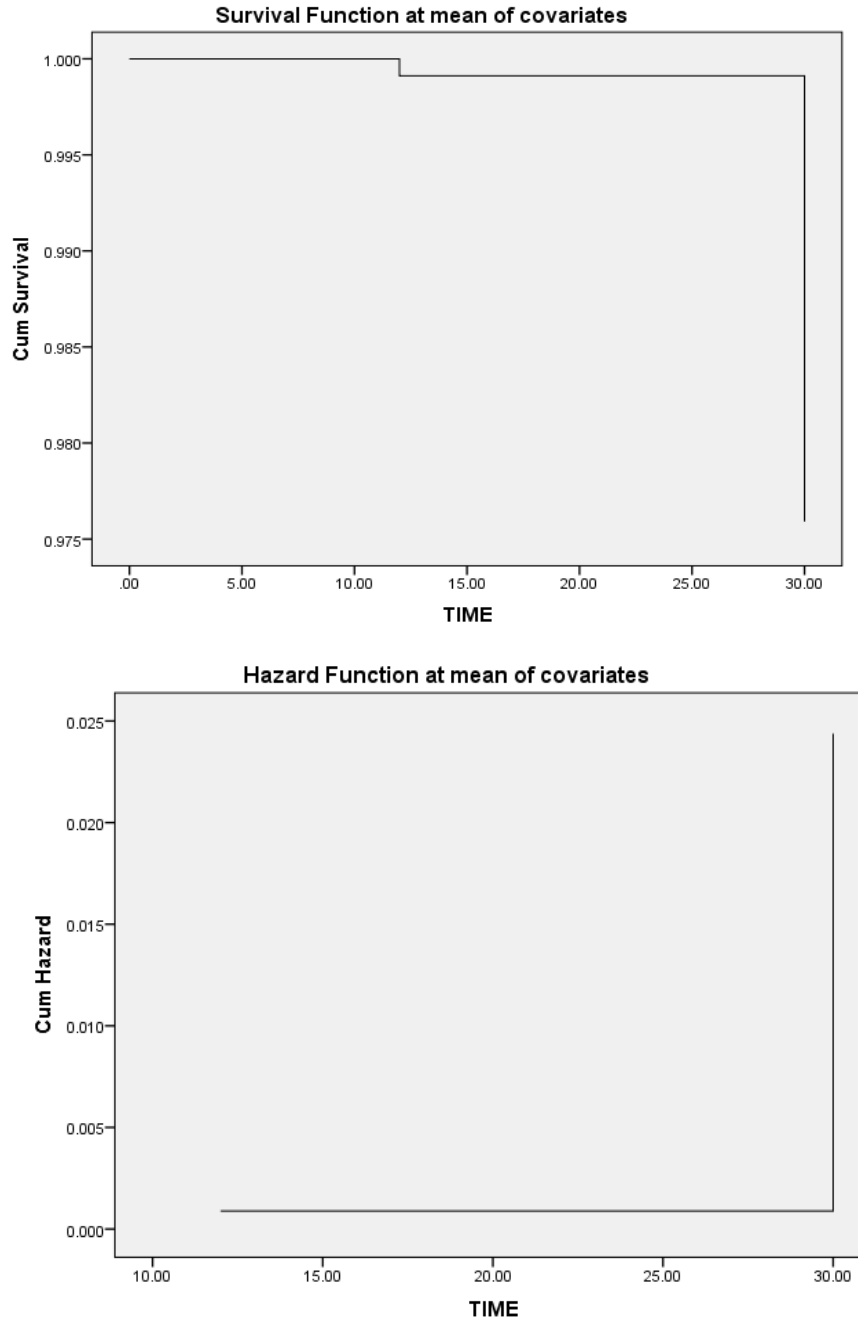 Survival Function at mean of covariates
1.000
0.995
0.990
0.985
0.980
0.975
Cum Survival
.00 5.00 10.00 15.00 20.00 25.00 30.00
TIME
Hazard Function at mean of covariates
0.025
0.020
0.015
0.010
0.005
0.000
Cum Hazard
10.00 15.00 20.00 25.00 30.00
TIME